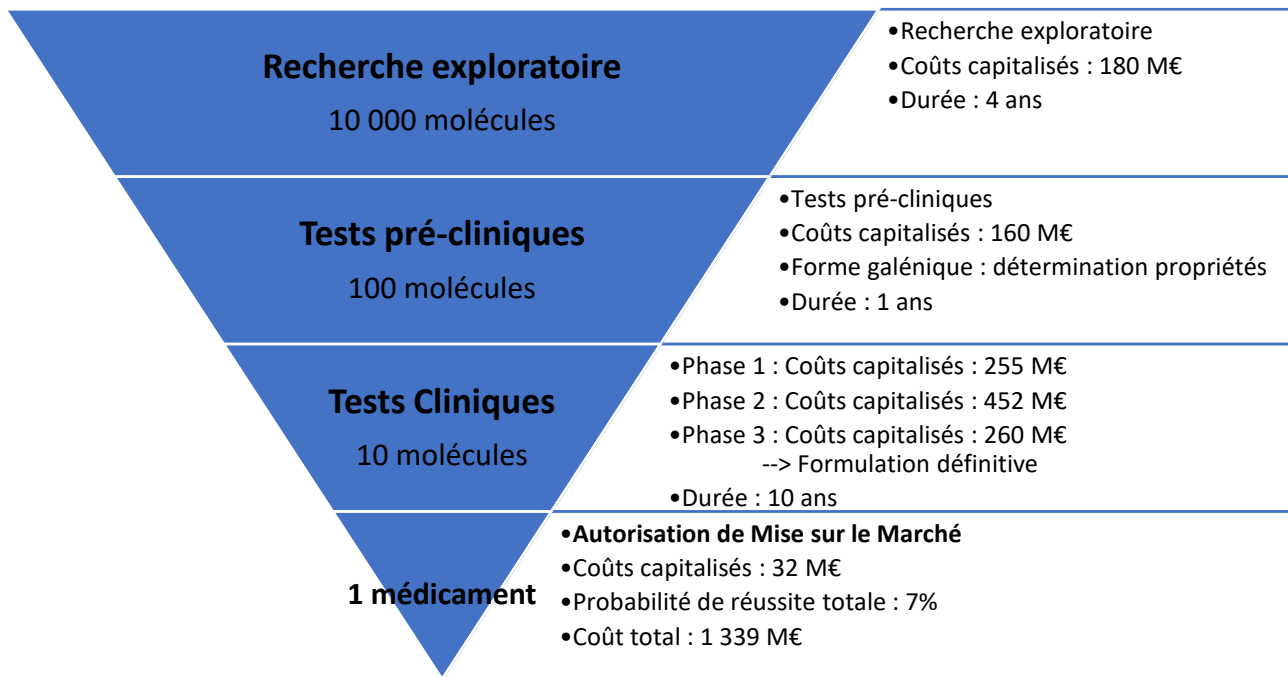 Recherche exploratoire
10 000 molécules
•Recherche exploratoire
•Coûts capitalisés : 180 M€
•Durée : 4 ans
Tests pré-cliniques
100 molécules
•Tests pré-cliniques
•Coûts capitalisés : 160 M€
•Forme galénique : détermination propriétés
•Durée : 1 ans
Tests Cliniques
10 molécules
•Phase 1 : Coûts capitalisés : 255 M€
•Phase 2 : Coûts capitalisés : 452 M€
•Phase 3 : Coûts capitalisés : 260 M€
--> Formulation définitive
•Durée : 10 ans
1 médicament
•Autorisation de Mise sur le Marché
•Coûts capitalisés : 32 M€
•Probabilité de réussite totale : 7%
•Coût total : 1 339 M€